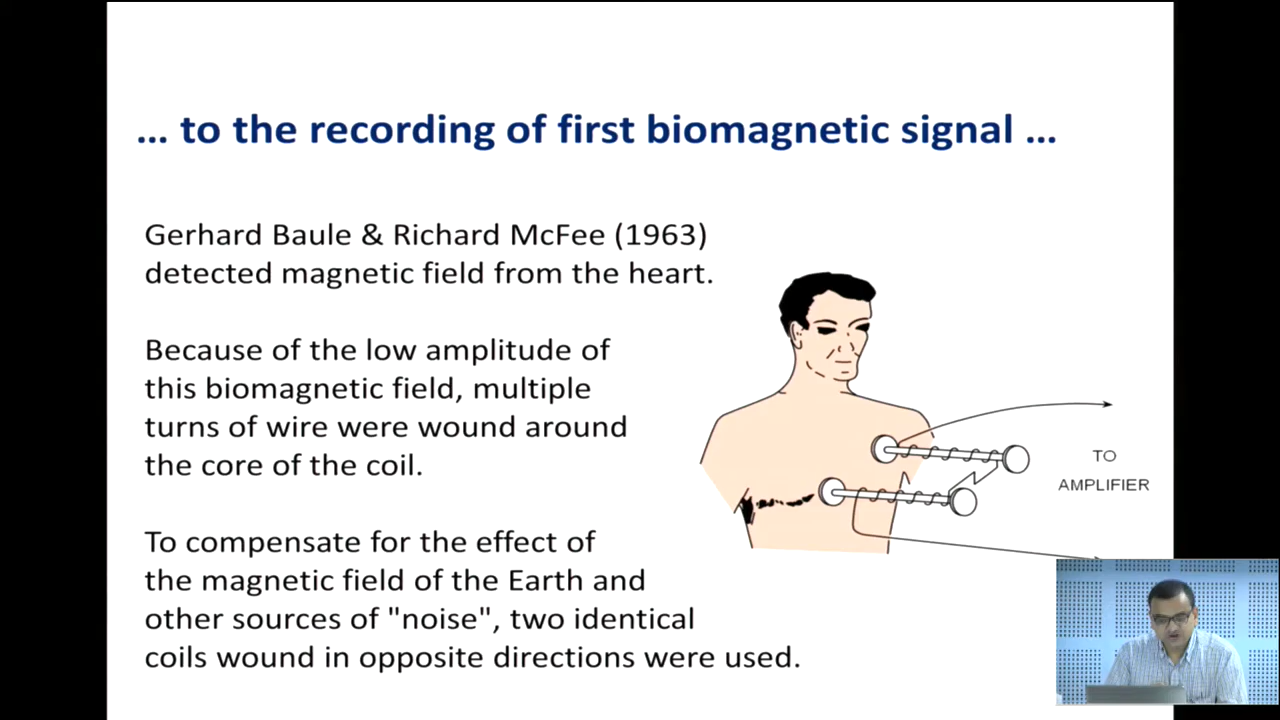 ... to the recording of first biomagnetic signal ...
Gerhard Baule & Richard McFee (1963)
detected magnetic field from the heart.
Because of the low amplitude of
this biomagnetic field, multiple
turns of wire were wound around
the core of the coil.
To compensate for the effect of
the magnetic field of the Earth and
other sources of "noise", two identical
coils wound in opposite directions were used.
TO
AMPLIFIER